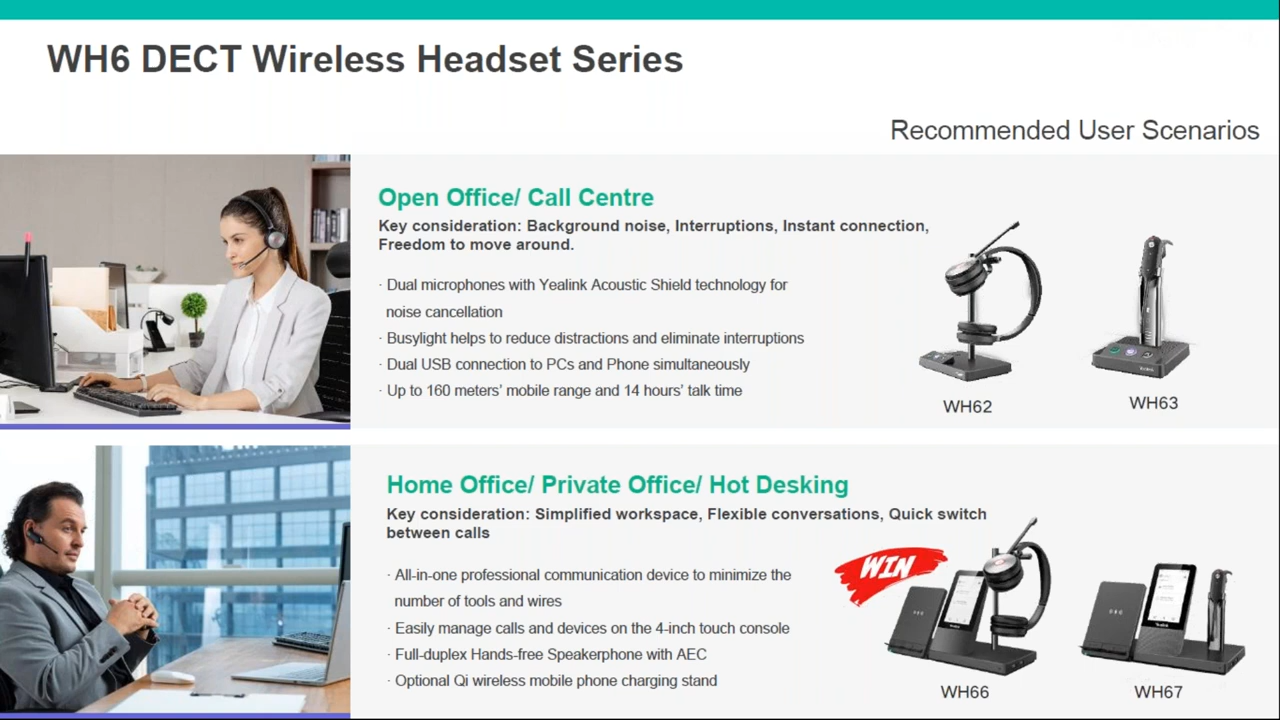 WH6 DECT Wireless Headset Series
Recommended User Scenarios
Open Office/ Call Centre
Key consideration: Background noise, Interruptions, Instant connection,
Freedom to move around.
· Dual microphones with Yealink Acoustic Shield technology for
noise cancellation
· Busylight helps to reduce distractions and eliminate interruptions
· Dual USB connection to PCs and Phone simultaneously
· Up to 160 meters’ mobile range and 14 hours’ talk time
WH62
WH63
Home Office/ Private Office/ Hot Desking
Key consideration: Simplified workspace, Flexible conversations, Quick switch
between calls
· All-in-one professional communication device to minimize the
number of tools and wires
· Easily manage calls and devices on the 4-inch touch console
· Full-duplex Hands-free Speakerphone with AEC
· Optional Qi wireless mobile phone charging stand
WIN
WH66
WH67